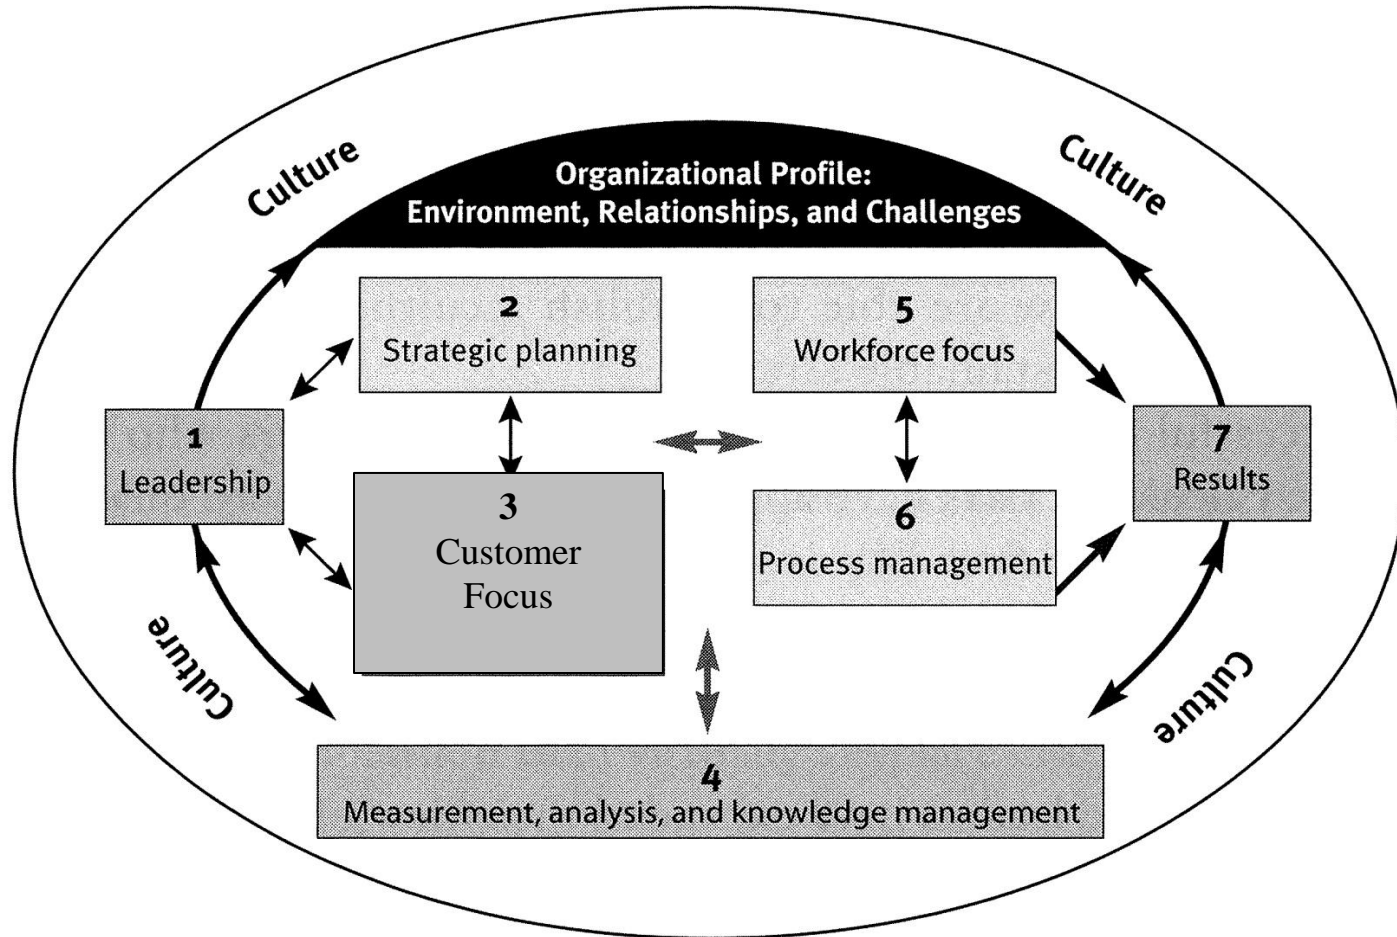 Culture
Culture
Organizational Profile:
Environment, Relationships, and Challenges
2
Strategic planning
5
Workforce focus
1
Leadership
7
Results
3
Customer
Focus
6
Process management
Culture
Culture
4
Measurement, analysis, and knowledge management